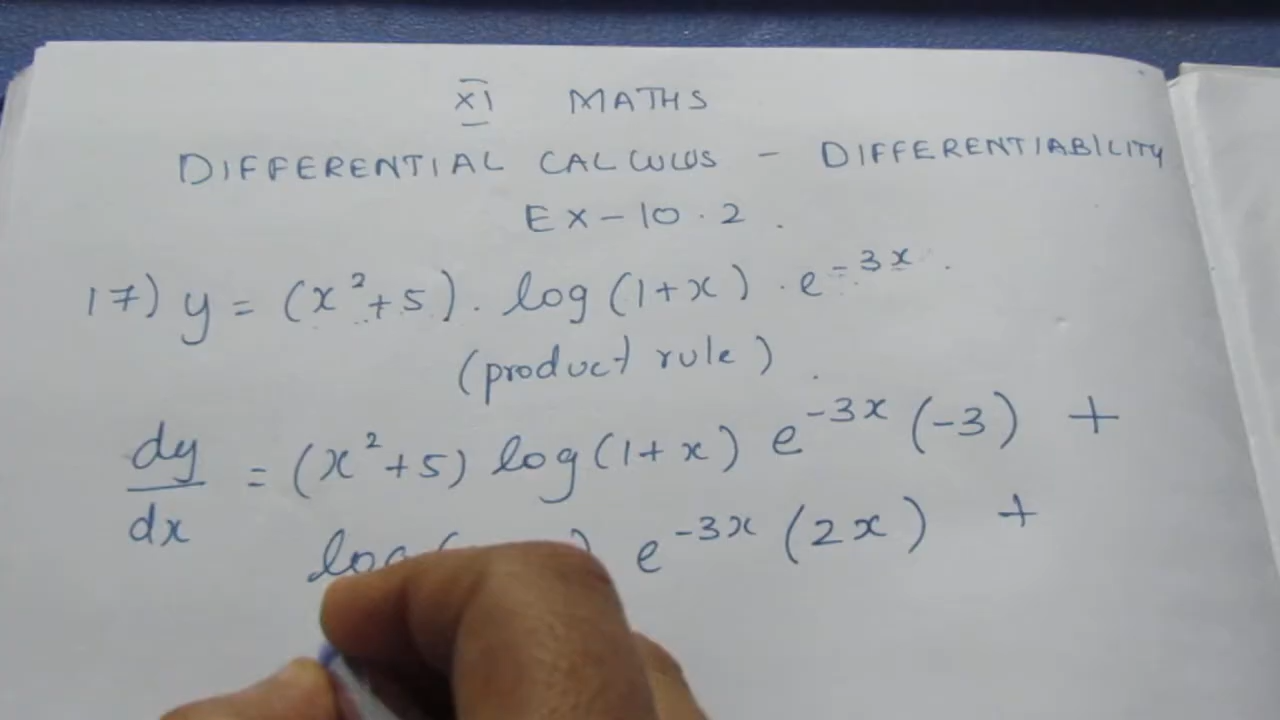 XI MATHS
DIFFERENTIAL CALCULUS - DIFFERENTIABILITY
EX-10.2.
17) y = (x²+5). log(1+x). e⁻³ˣ.
(product rule).
dy/dx = (x²+5) log(1+x) e⁻³ˣ (-3) +
log( ) e⁻³ˣ (2x) +